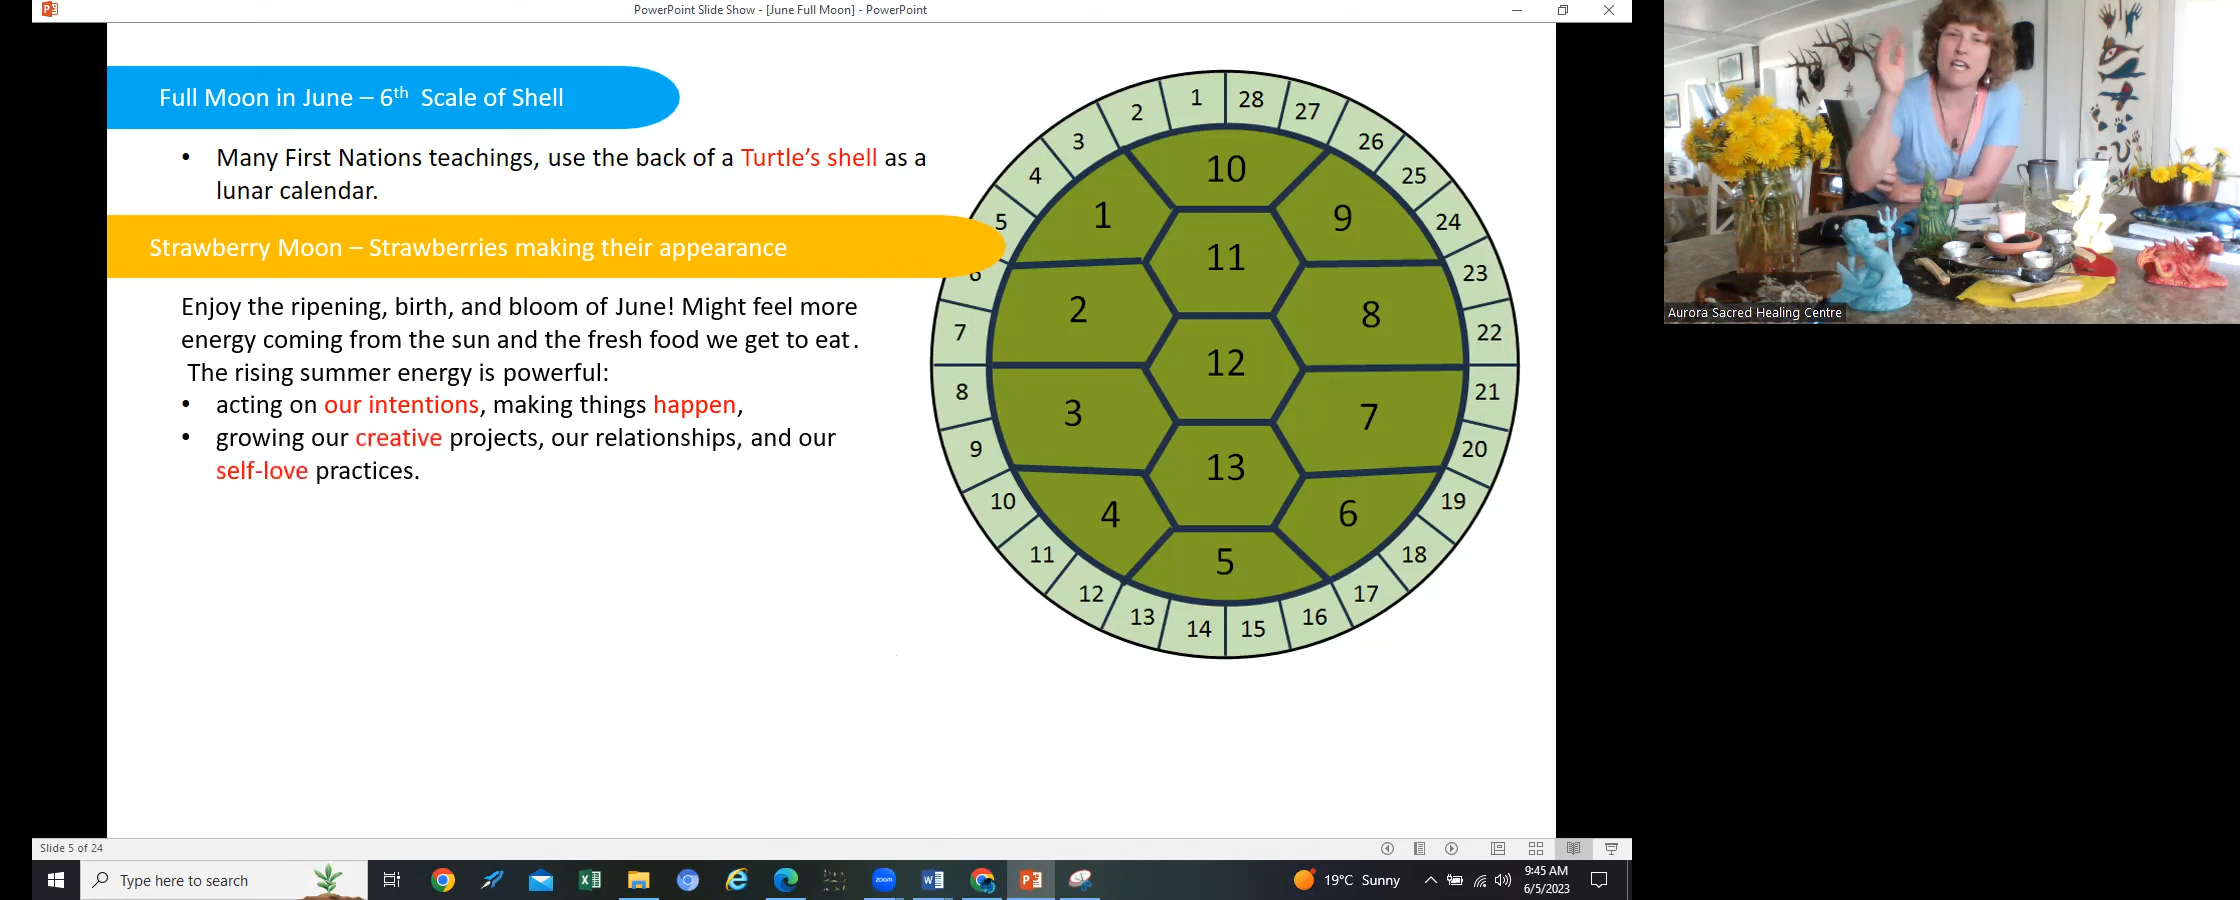 PowerPoint Slide Show - [June Full Moon] - PowerPoint
Full Moon in June – 6th Scale of Shell
• Many First Nations teachings, use the back of a Turtle's shell as a
lunar calendar.
Strawberry Moon – Strawberries making their appearance
Enjoy the ripening, birth, and bloom of June! Might feel more
energy coming from the sun and the fresh food we get to eat.
The rising summer energy is powerful:
• acting on our intentions, making things happen,
• growing our creative projects, our relationships, and our
self-love practices.
1
2
3
4
5
6
7
8
9
10
11
12
13
14
15
16
17
18
19
20
21
22
23
24
25
26
27
28
1
2
3
4
5
6
7
8
9
10
11
12
13
Aurora Sacred Healing Centre
Slide 5 of 24
Type here to search
zoom
19°C Sunny
9:45 AM
6/5/2023